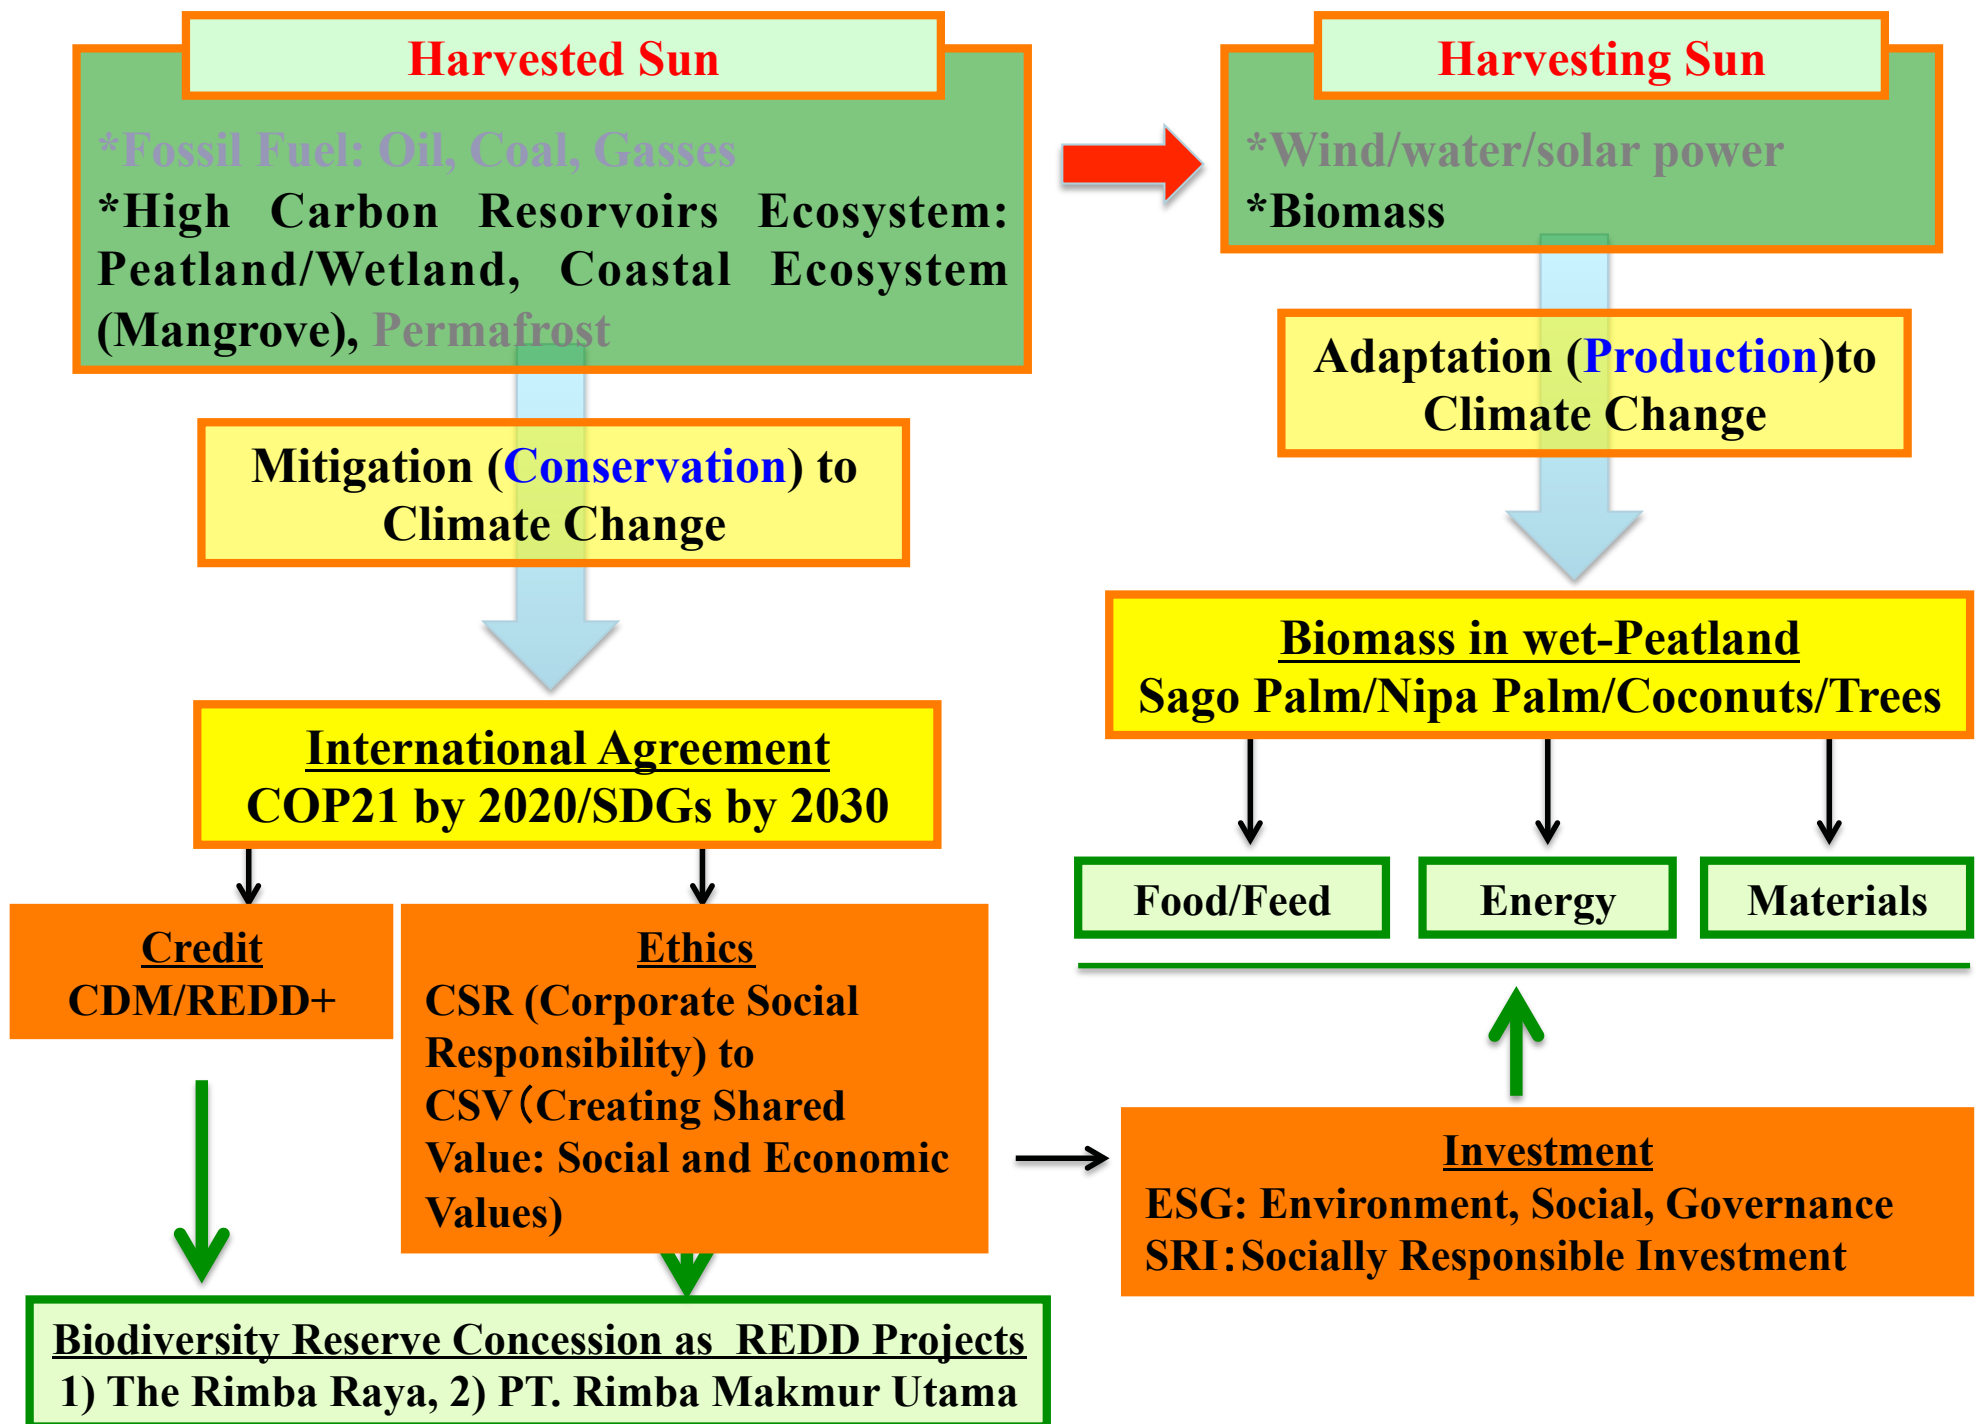 Harvested Sun
*Fossil Fuel: Oil, Coal, Gasses
*High Carbon Resorvoirs Ecosystem:
Peatland/Wetland, Coastal Ecosystem
(Mangrove), Permafrost
Harvesting Sun
*Wind/water/solar power
*Biomass
Mitigation (Conservation) to
Climate Change
Adaptation (Production)to
Climate Change
International Agreement
COP21 by 2020/SDGs by 2030
Biomass in wet-Peatland
Sago Palm/Nipa Palm/Coconuts/Trees
Food/Feed
Energy
Materials
Credit
CDM/REDD+
Ethics
CSR (Corporate Social
Responsibility) to
CSV（Creating Shared
Value: Social and Economic
Values)
Investment
ESG: Environment, Social, Governance
SRI：Socially Responsible Investment
Biodiversity Reserve Concession as  REDD Projects
1) The Rimba Raya, 2) PT. Rimba Makmur Utama